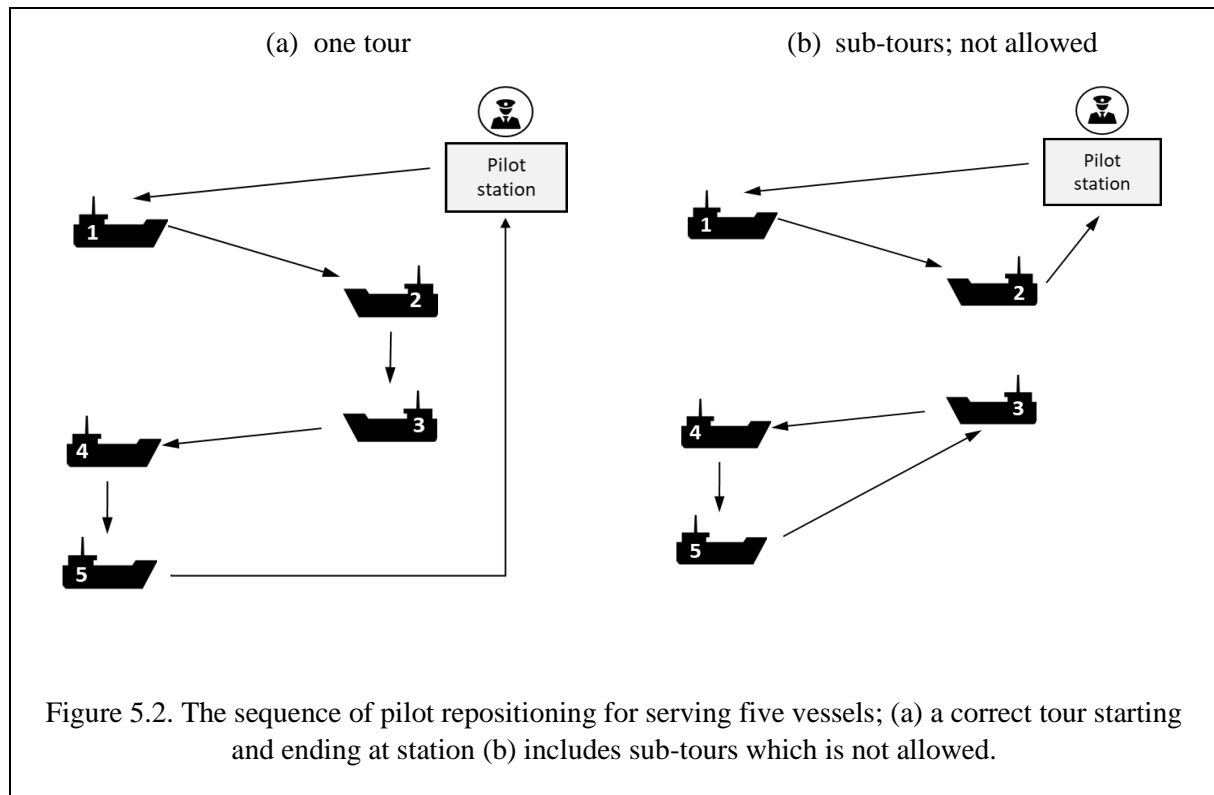 (a) one tour
(b) sub-tours; not allowed
Pilot
station
1
2
3
4
5
Pilot
station
1
2
3
4
5
Figure 5.2. The sequence of pilot repositioning for serving five vessels; (a) a correct tour starting
and ending at station (b) includes sub-tours which is not allowed.